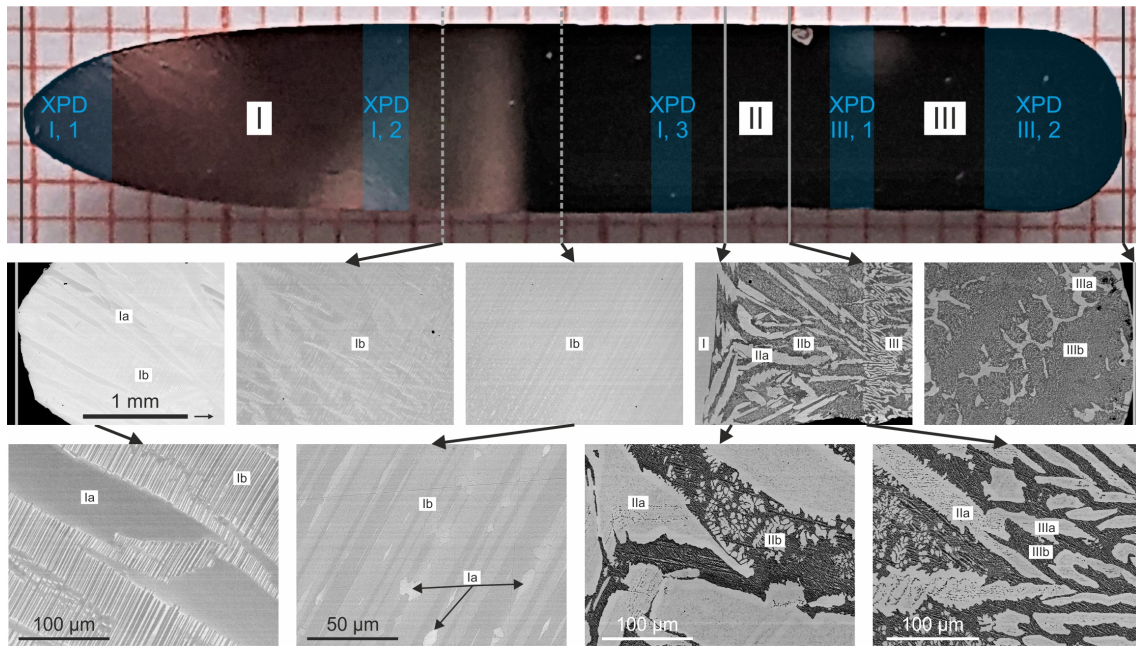 XPD
I, 1
I
XPD
I, 2
XPD
I, 3
II
XPD
III, 1
III
XPD
III, 2
Ia
Ib
1 mm
Ib
Ib
I
IIa
IIb
III
IIIa
IIIb
Ia
Ib
100 µm
Ib
Ia
50 µm
IIa
IIb
100 µm
IIa
IIIa
IIIb
100 µm